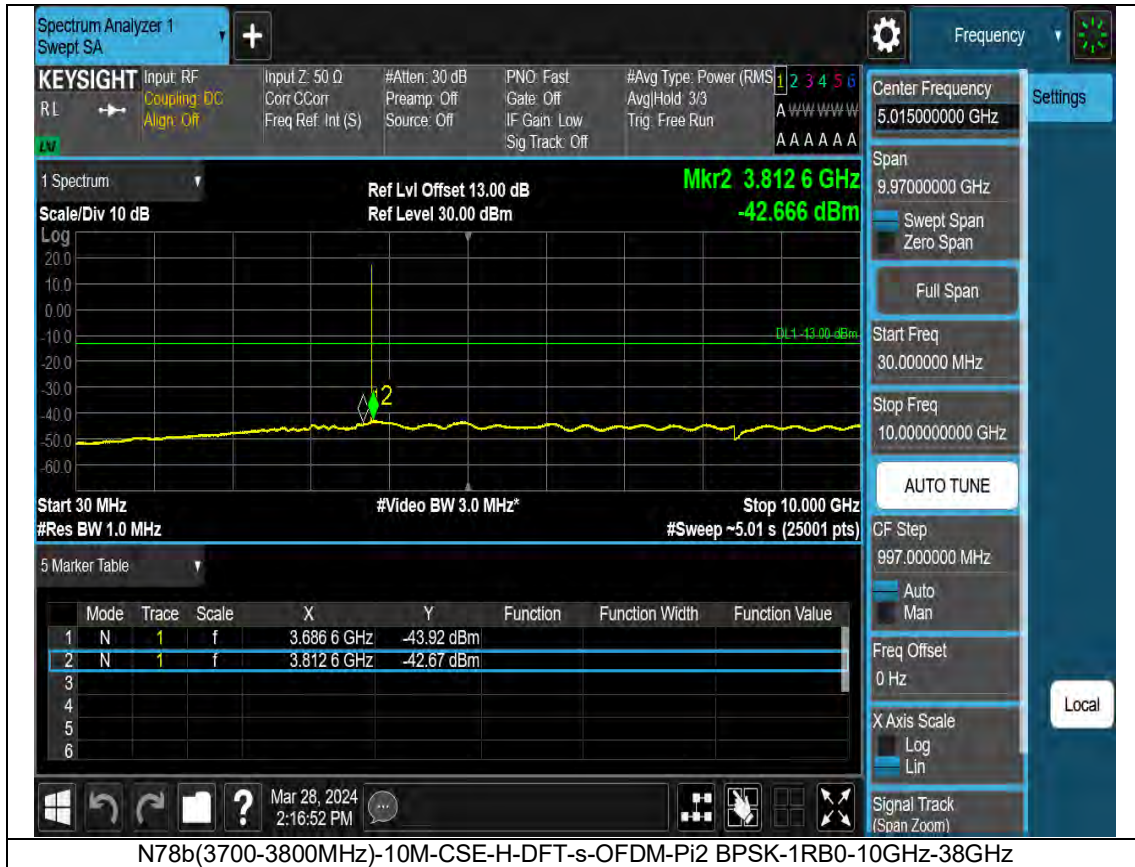 Spectrum Analyzer 1
Swept SA
+
Frequency
KEYSIGHT
RL
Input: RF
Coupling: DC
Align: Off
Input Z: 50 Ω
Corr CCorr
Freq Ref: Int (S)
#Atten: 30 dB
Preamp: Off
Source: Off
PNO: Fast
Gate: Off
IF Gain: Low
Sig Track: Off
#Avg Type: Power (RMS
Avg|Hold: 3/3
Trig: Free Run
1 2 3 4 5 6
A W W W W W
A A A A A A
1 Spectrum
Scale/Div 10 dB
Ref Lvl Offset 13.00 dB
Ref Level 30.00 dBm
Mkr2 3.812 6 GHz
-42.666 dBm
Log
20.0
10.0
0.00
-10.0
-20.0
-30.0
-40.0
-50.0
-60.0
DL1 -13.00 dBm
2
Start 30 MHz
#Res BW 1.0 MHz
#Video BW 3.0 MHz*
Stop 10.000 GHz
#Sweep ~5.01 s (25001 pts)
5 Marker Table
Mode Trace Scale X Y Function Function Width Function Value
1 N 1 f 3.686 6 GHz -43.92 dBm
2 N 1 f 3.812 6 GHz -42.67 dBm
3
4
5
6
?
Mar 28, 2024
2:16:52 PM
Center Frequency
5.015000000 GHz
Settings
Span
9.97000000 GHz
Swept Span
Zero Span
Full Span
Start Freq
30.000000 MHz
Stop Freq
10.000000000 GHz
AUTO TUNE
CF Step
997.000000 MHz
Auto
Man
Freq Offset
0 Hz
X Axis Scale
Log
Lin
Signal Track
(Span Zoom)
Local
N78b(3700-3800MHz)-10M-CSE-H-DFT-s-OFDM-Pi2 BPSK-1RB0-10GHz-38GHz